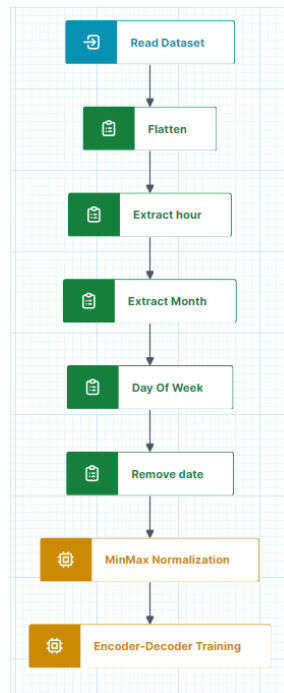 Read Dataset
Flatten
Extract hour
Extract Month
Day Of Week
Remove date
MinMax Normalization
Encoder-Decoder Training